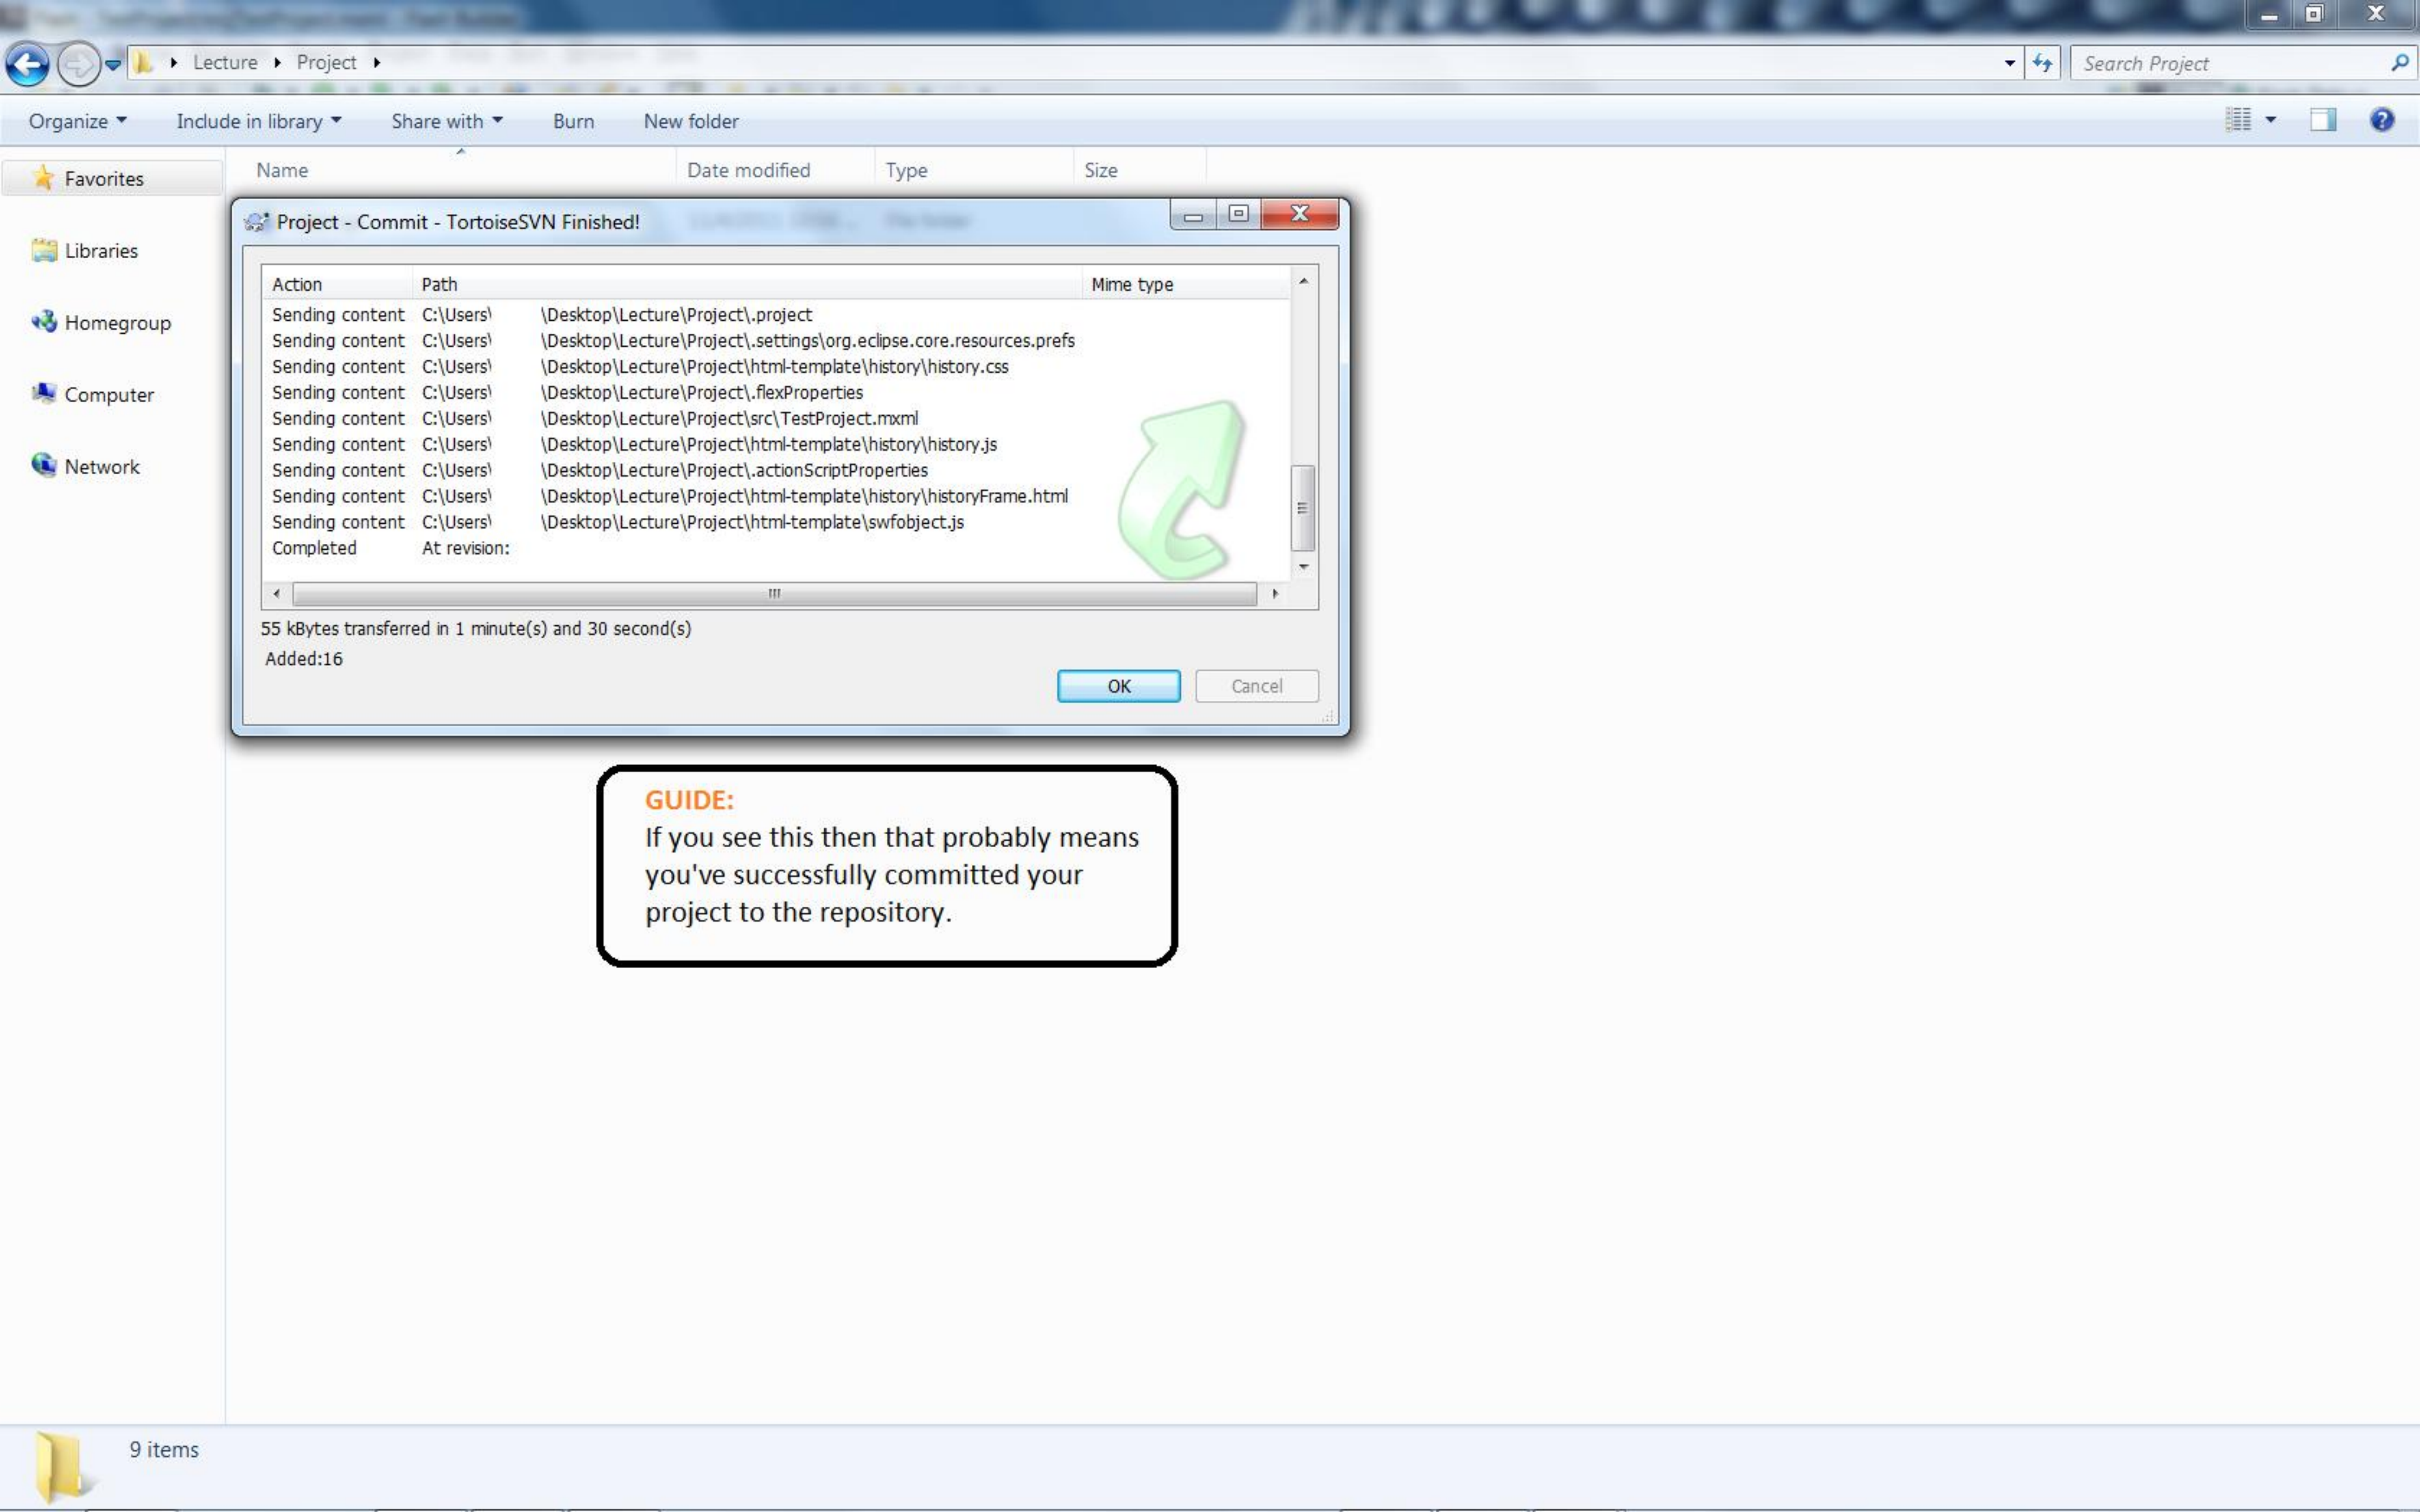 Lecture Project
Search Project
Organize Include in library Share with Burn New folder
Name Date modified Type Size
Favorites
Libraries
Homegroup
Computer
Network
Project - Commit - TortoiseSVN Finished!
Action Path Mime type
Sending content C:\Users\ \Desktop\Lecture\Project\.project
Sending content C:\Users\ \Desktop\Lecture\Project\.settings\org.eclipse.core.resources.prefs
Sending content C:\Users\ \Desktop\Lecture\Project\html-template\history\history.css
Sending content C:\Users\ \Desktop\Lecture\Project\.flexProperties
Sending content C:\Users\ \Desktop\Lecture\Project\src\TestProject.mxml
Sending content C:\Users\ \Desktop\Lecture\Project\html-template\history\history.js
Sending content C:\Users\ \Desktop\Lecture\Project\.actionScriptProperties
Sending content C:\Users\ \Desktop\Lecture\Project\html-template\history\historyFrame.html
Sending content C:\Users\ \Desktop\Lecture\Project\html-template\swfobject.js
Completed At revision:
55 kBytes transferred in 1 minute(s) and 30 second(s)
Added:16
OK Cancel
GUIDE:
If you see this then that probably means
you've successfully committed your
project to the repository.
9 items